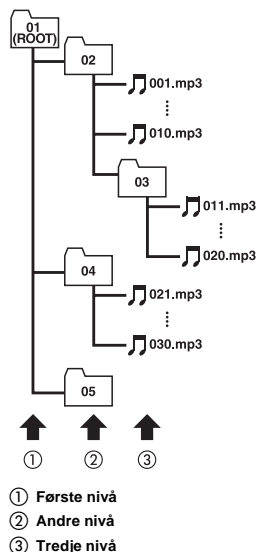 01
(ROOT)
02
001.mp3
010.mp3
03
011.mp3
020.mp3
04
021.mp3
030.mp3
05
① ② ③
① Første nivå
② Andre nivå
③ Tredje nivå